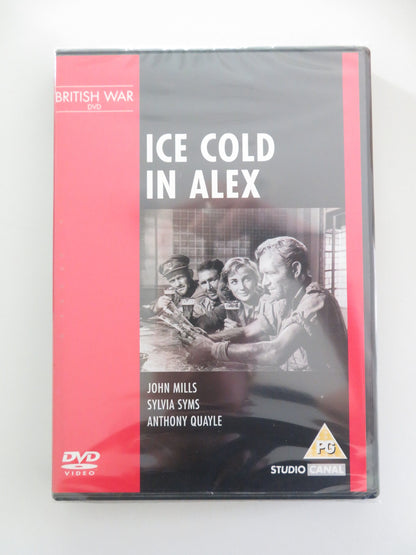 BRITISH WAR
DVD
ICE COLD
IN ALEX
JOHN MILLS
SYLVIA SYMS
ANTHONY QUAYLE
DVD
VIDEO
PG
STUDIO CANAL